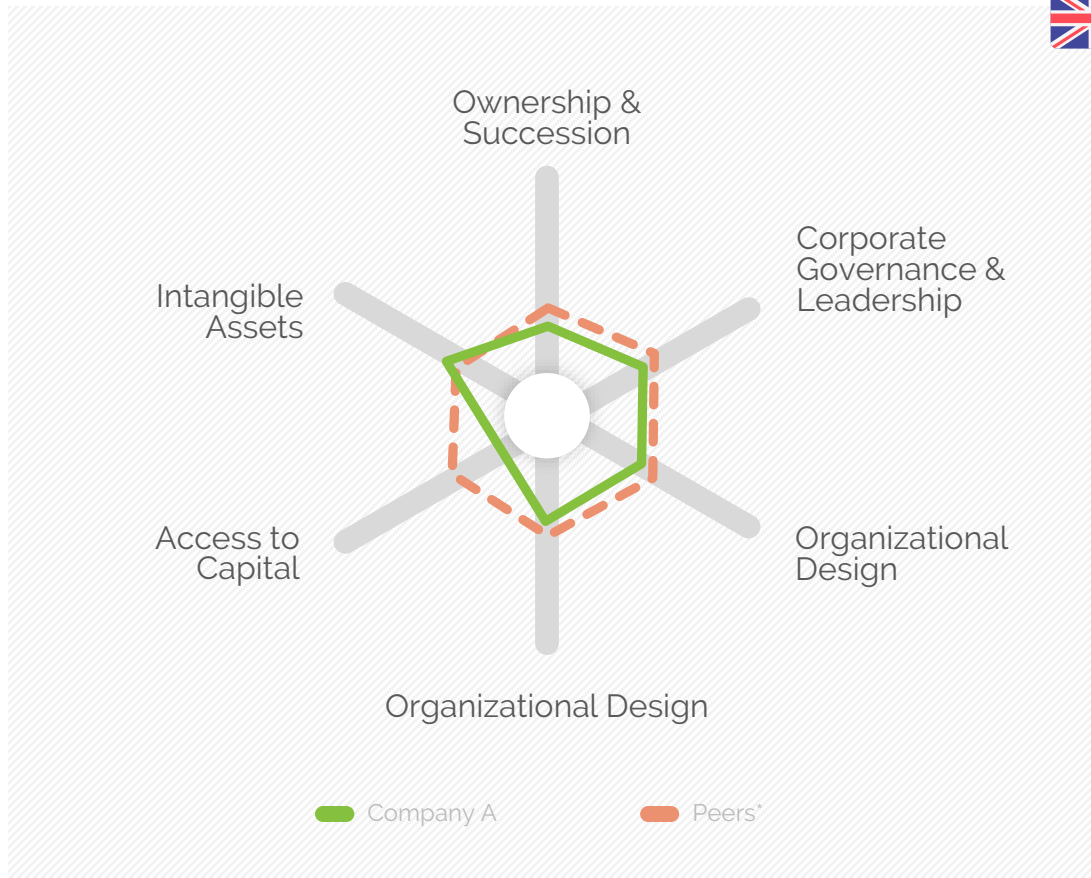 Ownership &
Succession
Corporate
Governance &
Leadership
Intangible
Assets
Access to
Capital
Organizational
Design
Organizational Design
Company A
Peers*